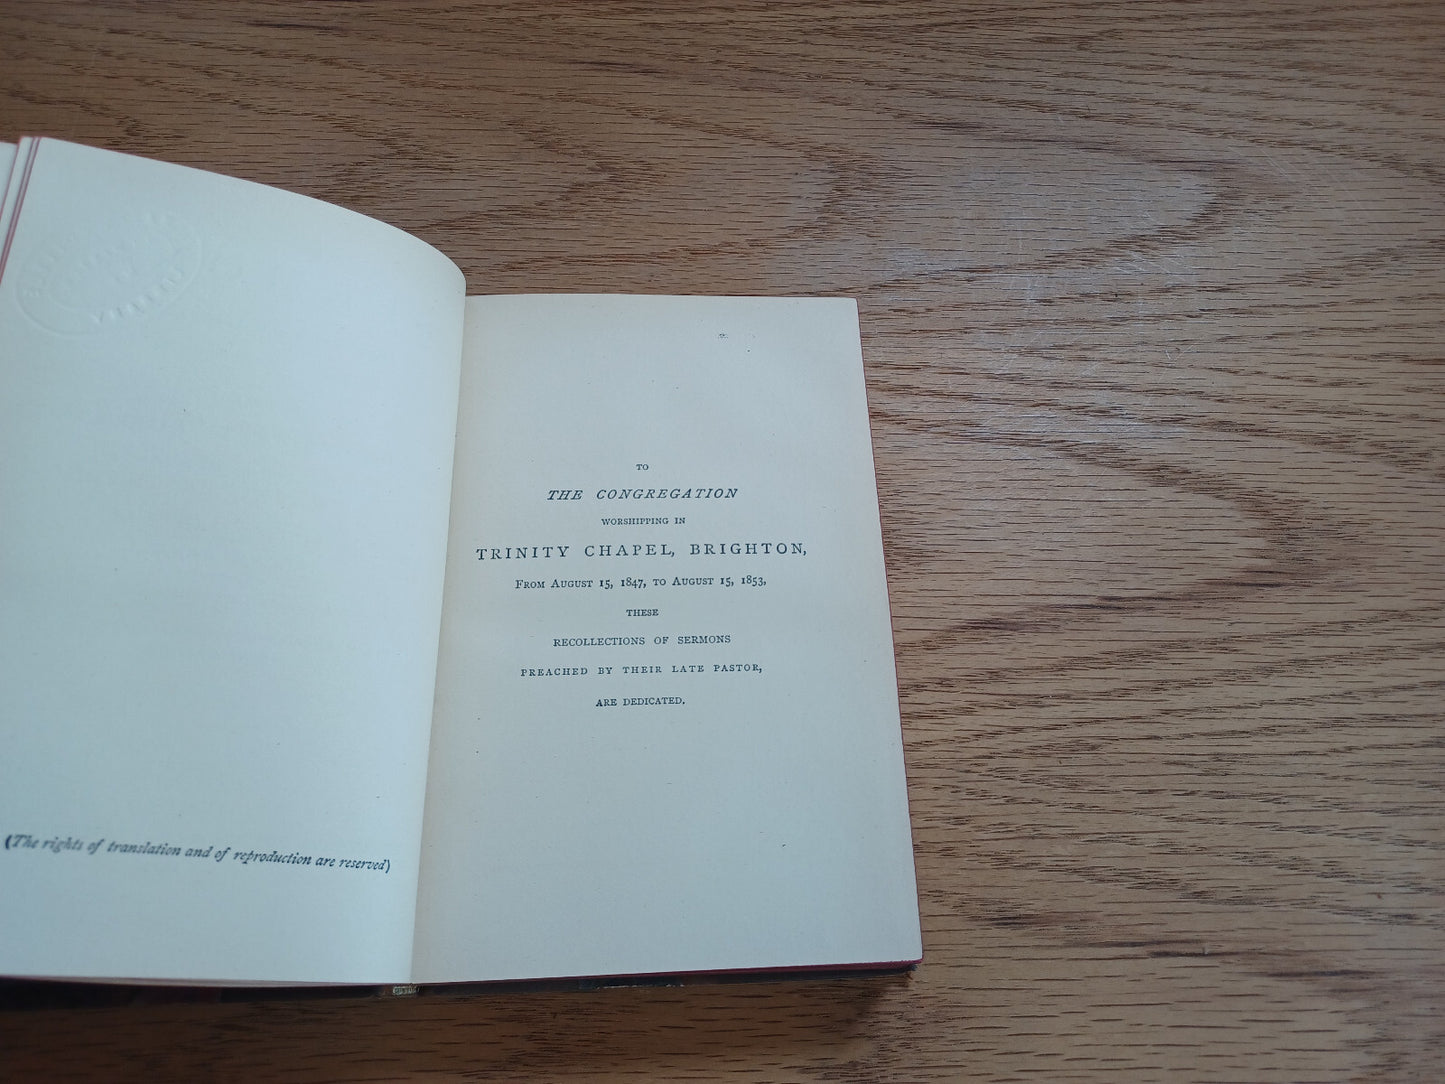 (The rights of translation and of reproduction are reserved)
TO
THE CONGREGATION
WORSHIPPING IN
TRINITY CHAPEL, BRIGHTON,
FROM AUGUST 15, 1847, TO AUGUST 15, 1853,
THESE
RECOLLECTIONS OF SERMONS
PREACHED BY THEIR LATE PASTOR,
ARE DEDICATED.